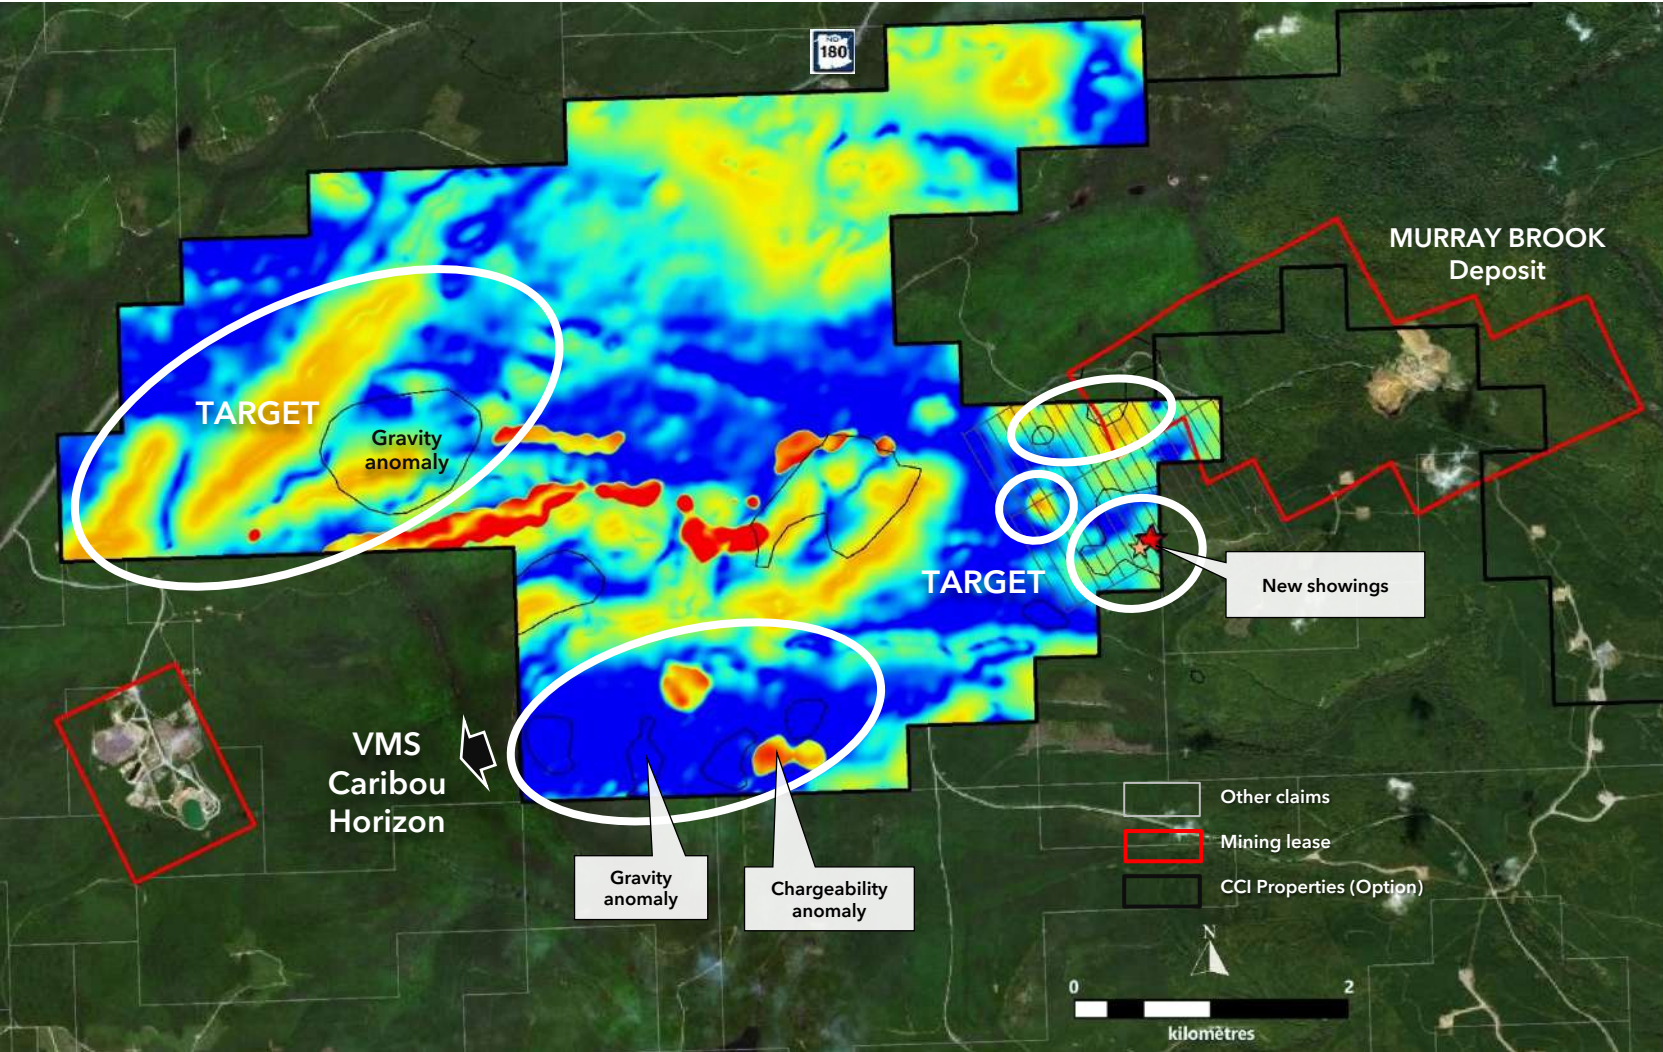 180
MURRAY BROOK
Deposit
TARGET
Gravity
anomaly
TARGET
New showings
VMS
Caribou
Horizon
Gravity
anomaly
Chargeability
anomaly
Other claims
Mining lease
CCI Properties (Option)
N
0 2
kilomètres